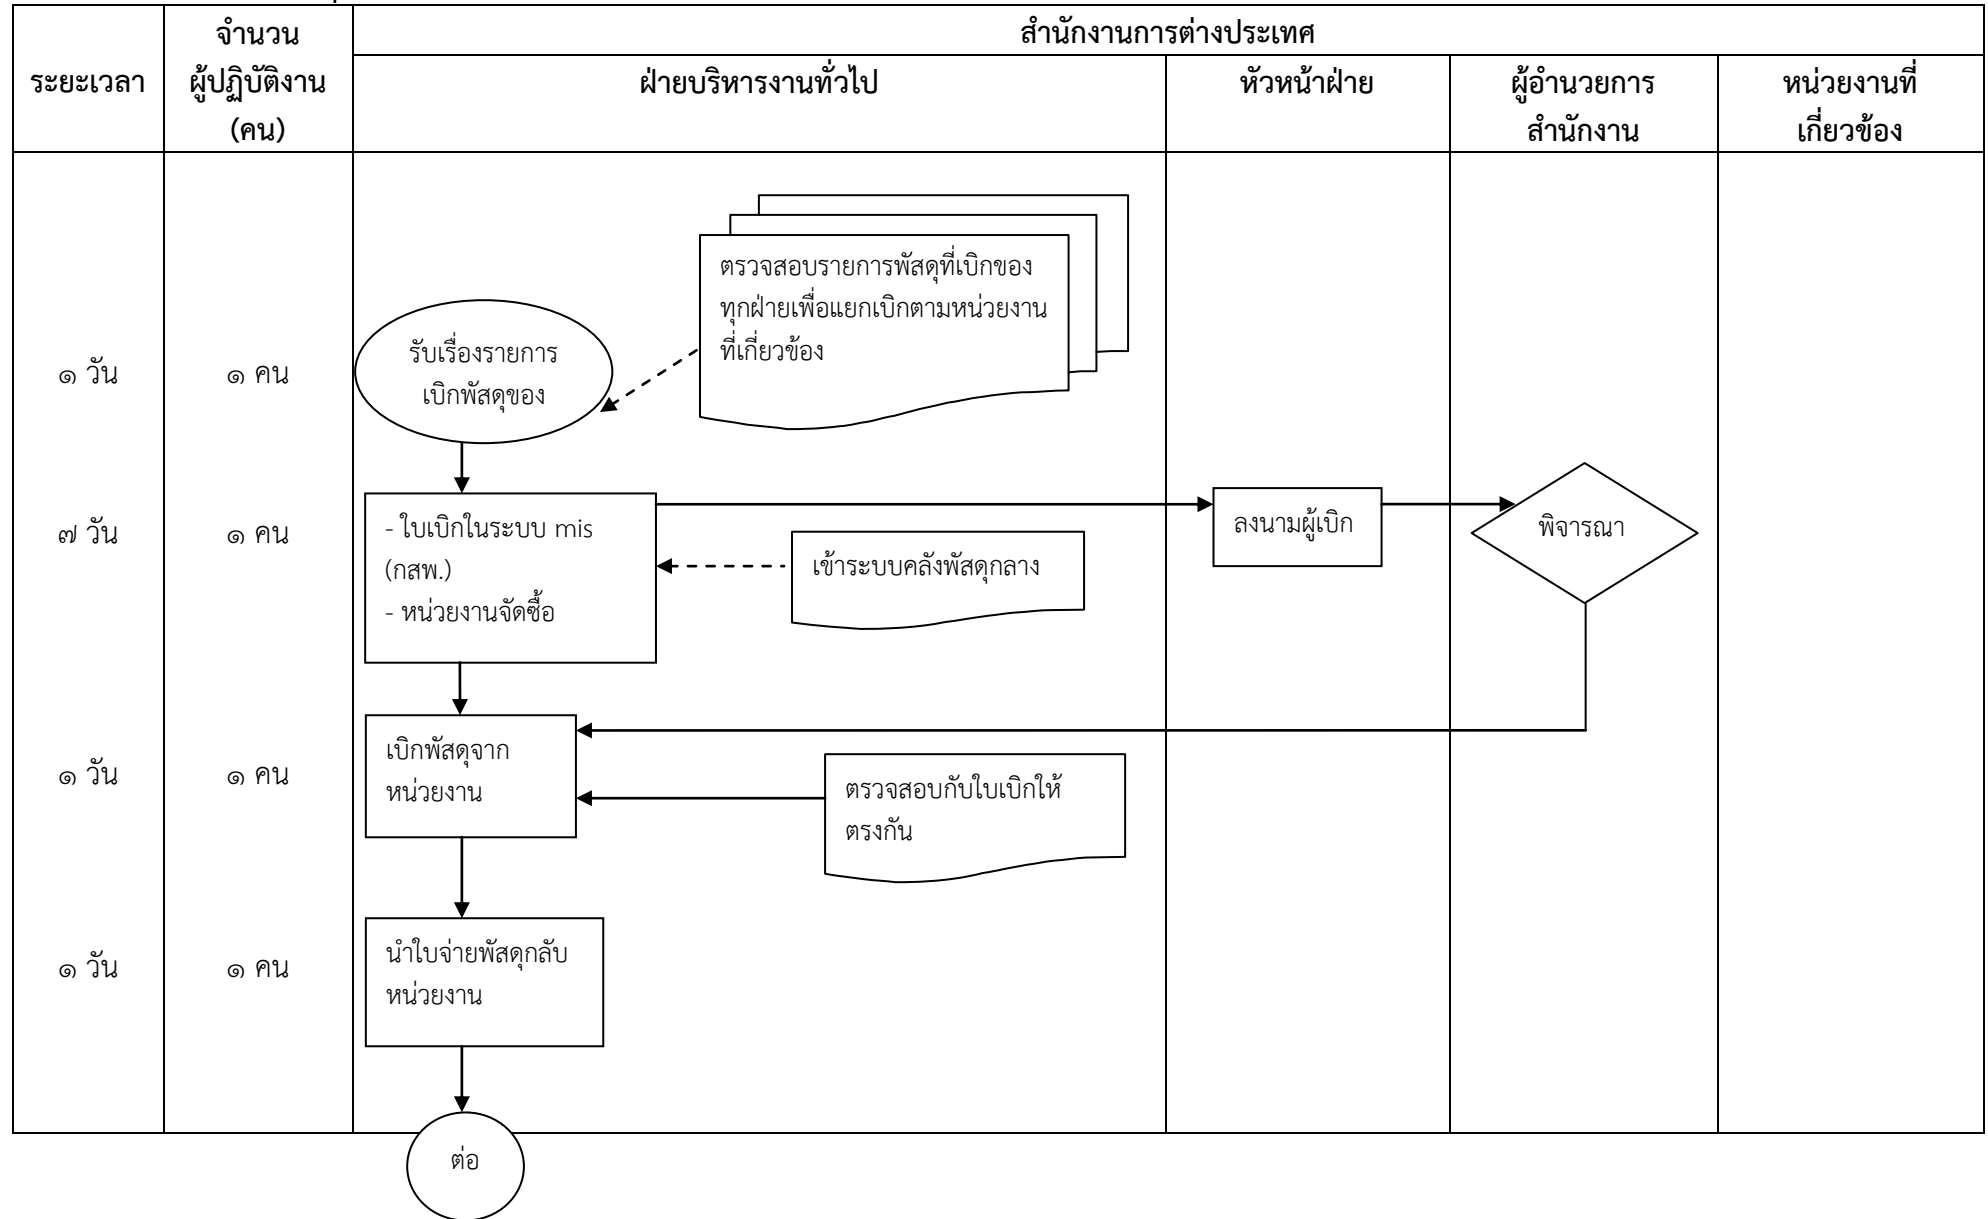 ระยะเวลา
จำนวน
ผู้ปฏิบัติงาน
(คน)
สำนักงานการต่างประเทศ
ฝ่ายบริหารงานทั่วไป
หัวหน้าฝ่าย
ผู้อำนวยการ
สำนักงาน
หน่วยงานที่
เกี่ยวข้อง
ตรวจสอบรายการพัสดุที่เบิกของ
ทุกฝ่ายเพื่อแยกเบิกตามหน่วยงาน
ที่เกี่ยวข้อง
๑ วัน
๑ คน
รับเรื่องรายการ
เบิกพัสดุของ
๗ วัน
๑ คน
- ใบเบิกในระบบ mis
(กสพ.)
- หน่วยงานจัดซื้อ
เข้าระบบคลังพัสดุกลาง
ลงนามผู้เบิก
พิจารณา
๑ วัน
๑ คน
เบิกพัสดุจาก
หน่วยงาน
ตรวจสอบกับใบเบิกให้
ตรงกัน
๑ วัน
๑ คน
นำใบจ่ายพัสดุกลับ
หน่วยงาน
ต่อ